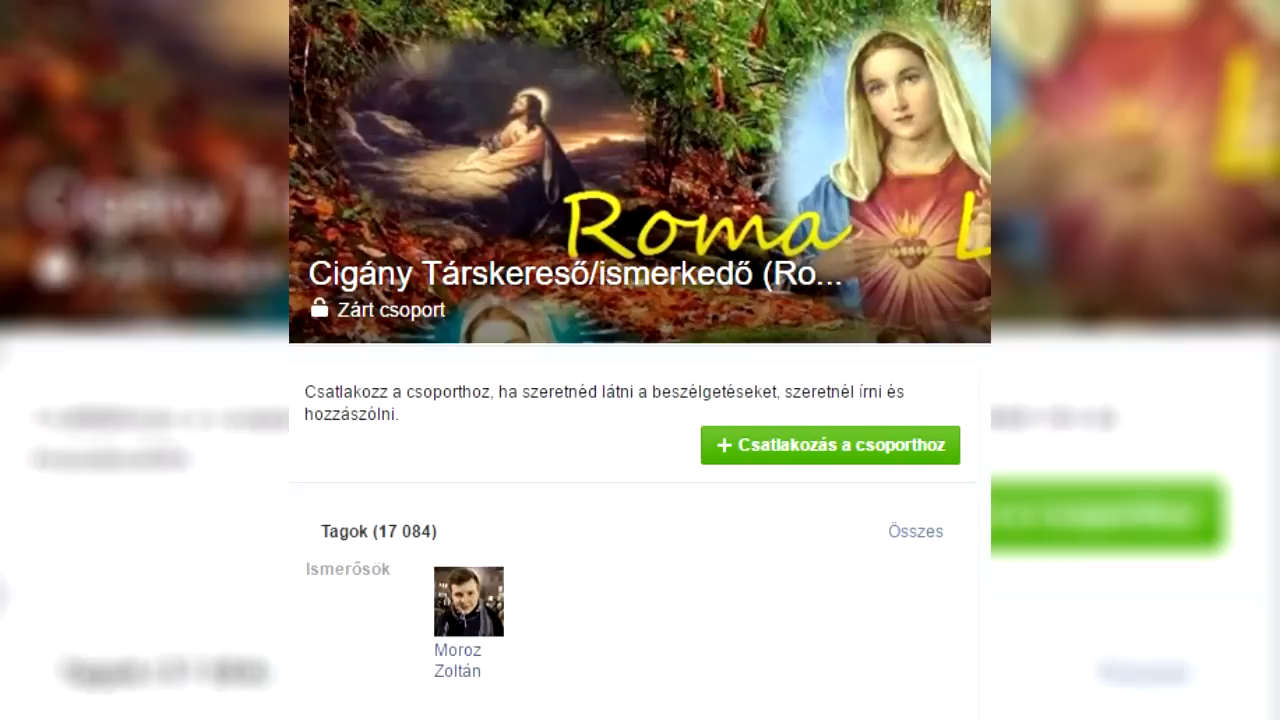 Roma L
Cigány Társkereső/ismerkedő (Ro...
Zárt csoport
Csatlakozz a csoporthoz, ha szeretnéd látni a beszélgetéseket, szeretnél írni és
hozzászólni.
+ Csatlakozás a csoporthoz
Tagok (17 084)
Összes
Ismerősök
Moroz
Zoltán